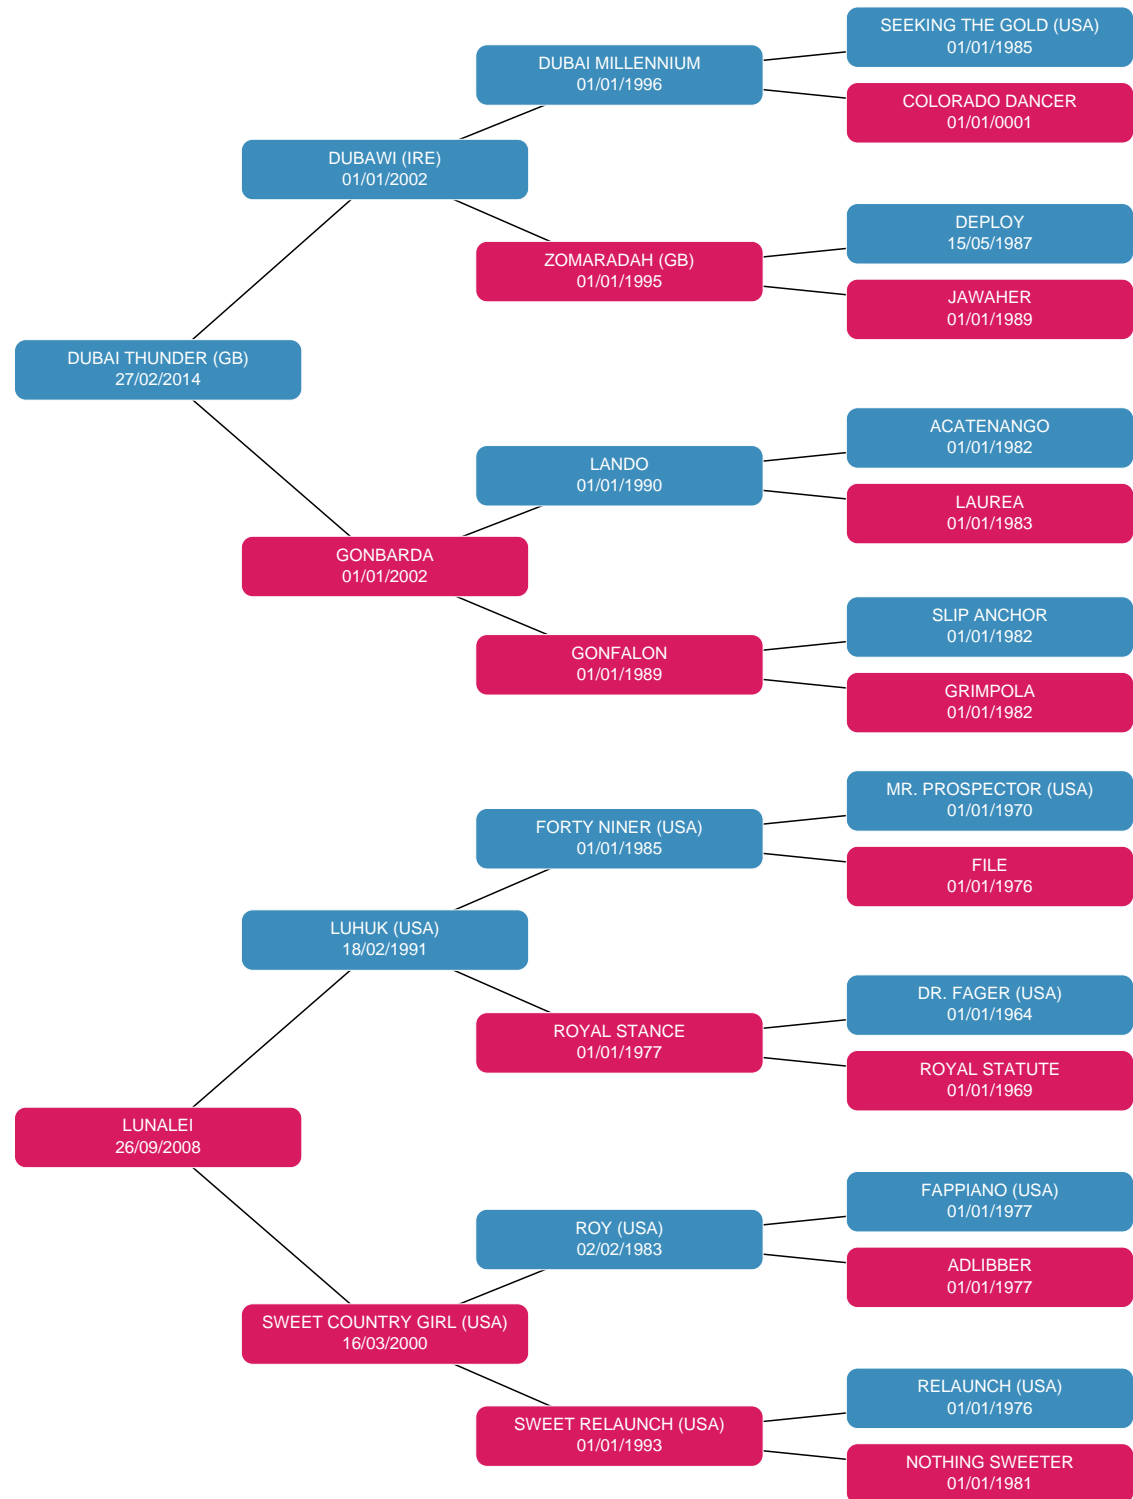 SEEKING THE GOLD (USA)
01/01/1985
DUBAI MILLENNIUM
01/01/1996
COLORADO DANCER
01/01/0001
DUBAWI (IRE)
01/01/2002
DEPLOY
15/05/1987
ZOMARADAH (GB)
01/01/1995
JAWAHER
01/01/1989
DUBAI THUNDER (GB)
27/02/2014
ACATENANGO
01/01/1982
LANDO
01/01/1990
LAUREA
01/01/1983
GONBARDA
01/01/2002
SLIP ANCHOR
01/01/1982
GONFALON
01/01/1989
GRIMPOLA
01/01/1982
MR. PROSPECTOR (USA)
01/01/1970
FORTY NINER (USA)
01/01/1985
FILE
01/01/1976
LUHUK (USA)
18/02/1991
DR. FAGER (USA)
01/01/1964
ROYAL STANCE
01/01/1977
ROYAL STATUTE
01/01/1969
LUNALEI
26/09/2008
FAPPIANO (USA)
01/01/1977
ROY (USA)
02/02/1983
ADLIBBER
01/01/1977
SWEET COUNTRY GIRL (USA)
16/03/2000
RELAUNCH (USA)
01/01/1976
SWEET RELAUNCH (USA)
01/01/1993
NOTHING SWEETER
01/01/1981